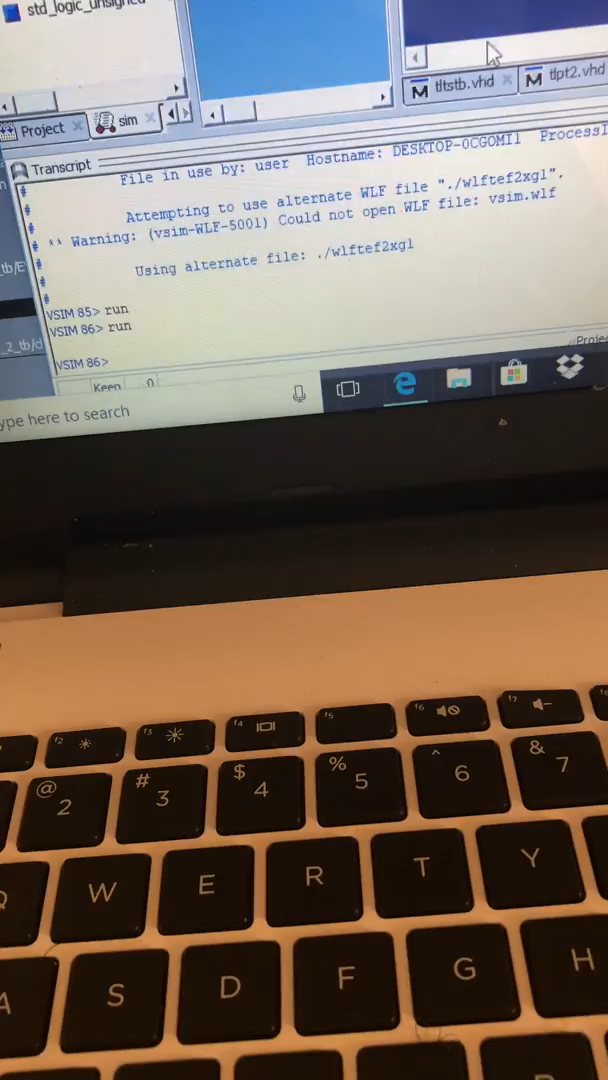 std_logic_unsigned
tltstb.vhd
tlpt2.vhd
Project
sim
Transcript
# File in use by: user Hostname: DESKTOP-0CGOMI1
#
# Attempting to use alternate WLF file "./wlftef2xgl".
# ** Warning: (vsim-WLF-5001) Could not open WLF file: vsim.wlf
#
# Using alternate file: ./wlftef2xgl
#
VSIM 85> run
VSIM 86> run
VSIM 86>
_2_tb/d
ype here to search
f2
f3
f4
f5
f6
f7
@ 2
# 3
$ 4
% 5
^ 6
& 7
W E R T Y
A S D F G H